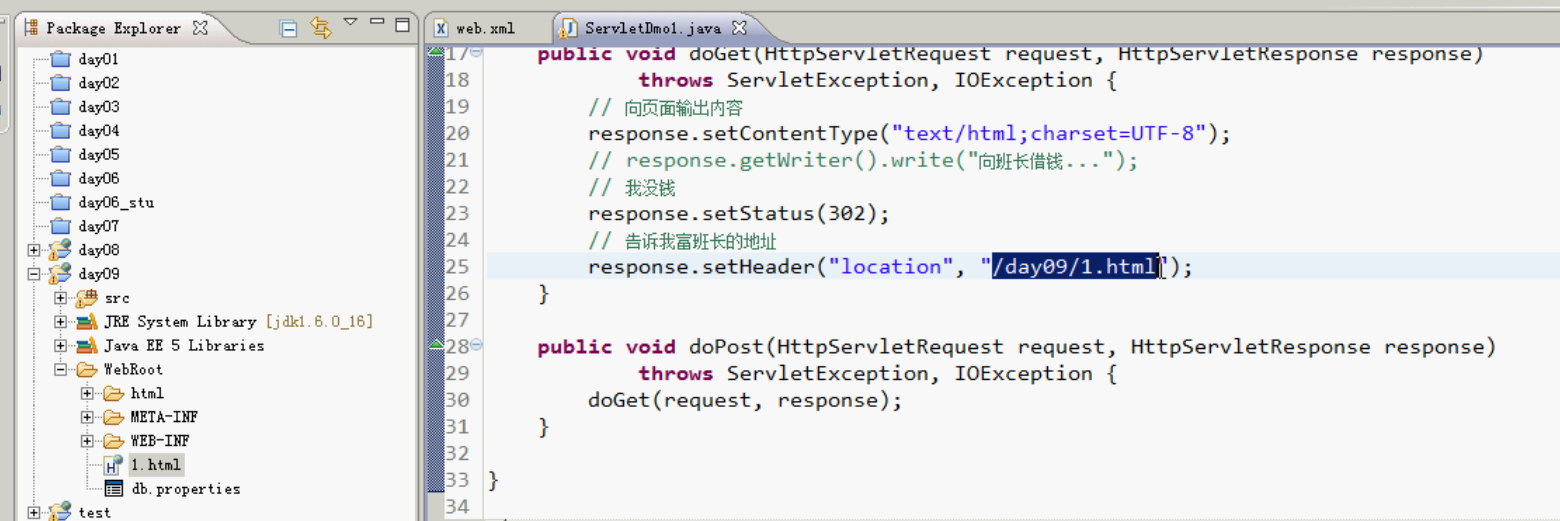 Package Explorer
day01
day02
day03
day04
day05
day06
day06_stu
day07
day08
day09
src
JRE System Library [jdk1.6.0_16]
Java EE 5 Libraries
WebRoot
html
META-INF
WEB-INF
1.html
db.properties
test
web.xml
ServletDmo1.java
17 public void doGet(HttpServletRequest request, HttpServletResponse response)
18 throws ServletException, IOException {
19 // 向页面输出内容
20 response.setContentType("text/html;charset=UTF-8");
21 // response.getWriter().write("向班长借钱...");
22 // 我没钱
23 response.setStatus(302);
24 // 告诉我富班长的地址
25 response.setHeader("location", "/day09/1.html");
26 }
27
28 public void doPost(HttpServletRequest request, HttpServletResponse response)
29 throws ServletException, IOException {
30 doGet(request, response);
31 }
32
33 }
34